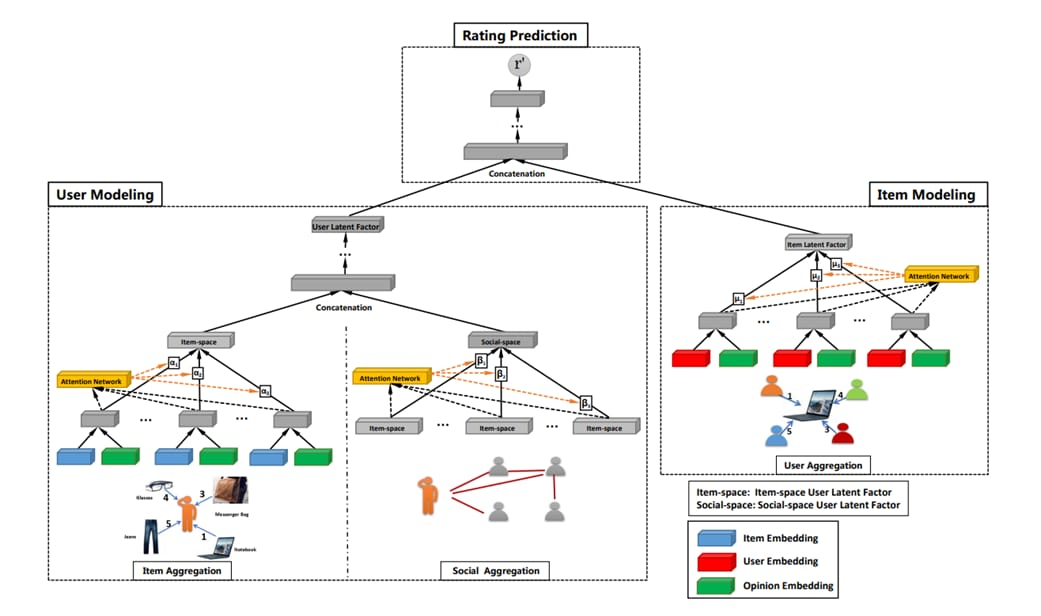 Rating Prediction
r'
...
Concatenation
User Modeling
User Latent Factor
...
Concatenation
Item-space
α1
α2
α3
Attention Network
...
...
Glasses
4
3
Messenger Bag
Jeans
5
1
Notebook
Item Aggregation
Social-space
β1
β2
β3
Attention Network
Item-space
...
Item-space
...
Item-space
Social Aggregation
Item Modeling
Item Latent Factor
μ3
μ2
μ1
Attention Network
...
...
1
4
5
3
User Aggregation
Item-space: Item-space User Latent Factor
Social-space: Social-space User Latent Factor
Item Embedding
User Embedding
Opinion Embedding